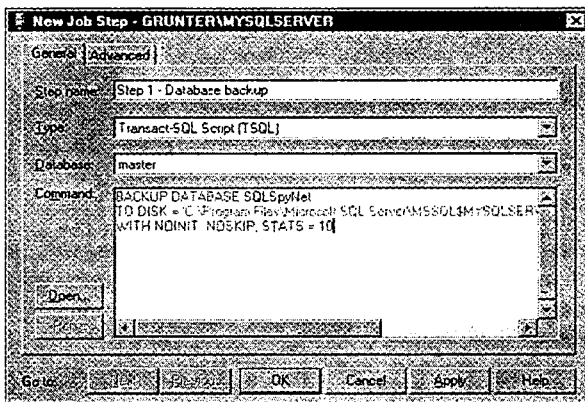 New Job Step - GRUNTER\MYSQLSERVER
General Advanced
Step name: Step 1 - Database backup
Type: Transact-SQL Script (TSQL)
Database: master
Command: BACKUP DATABASE SQLSpyNet
TO DISK = 'C:\Program Files\Microsoft SQL Server\MSSQL$MYSQLSERV
WITH NOINIT, NOSKIP, STATS = 10
Open...
Go to: OK Cancel Apply Help